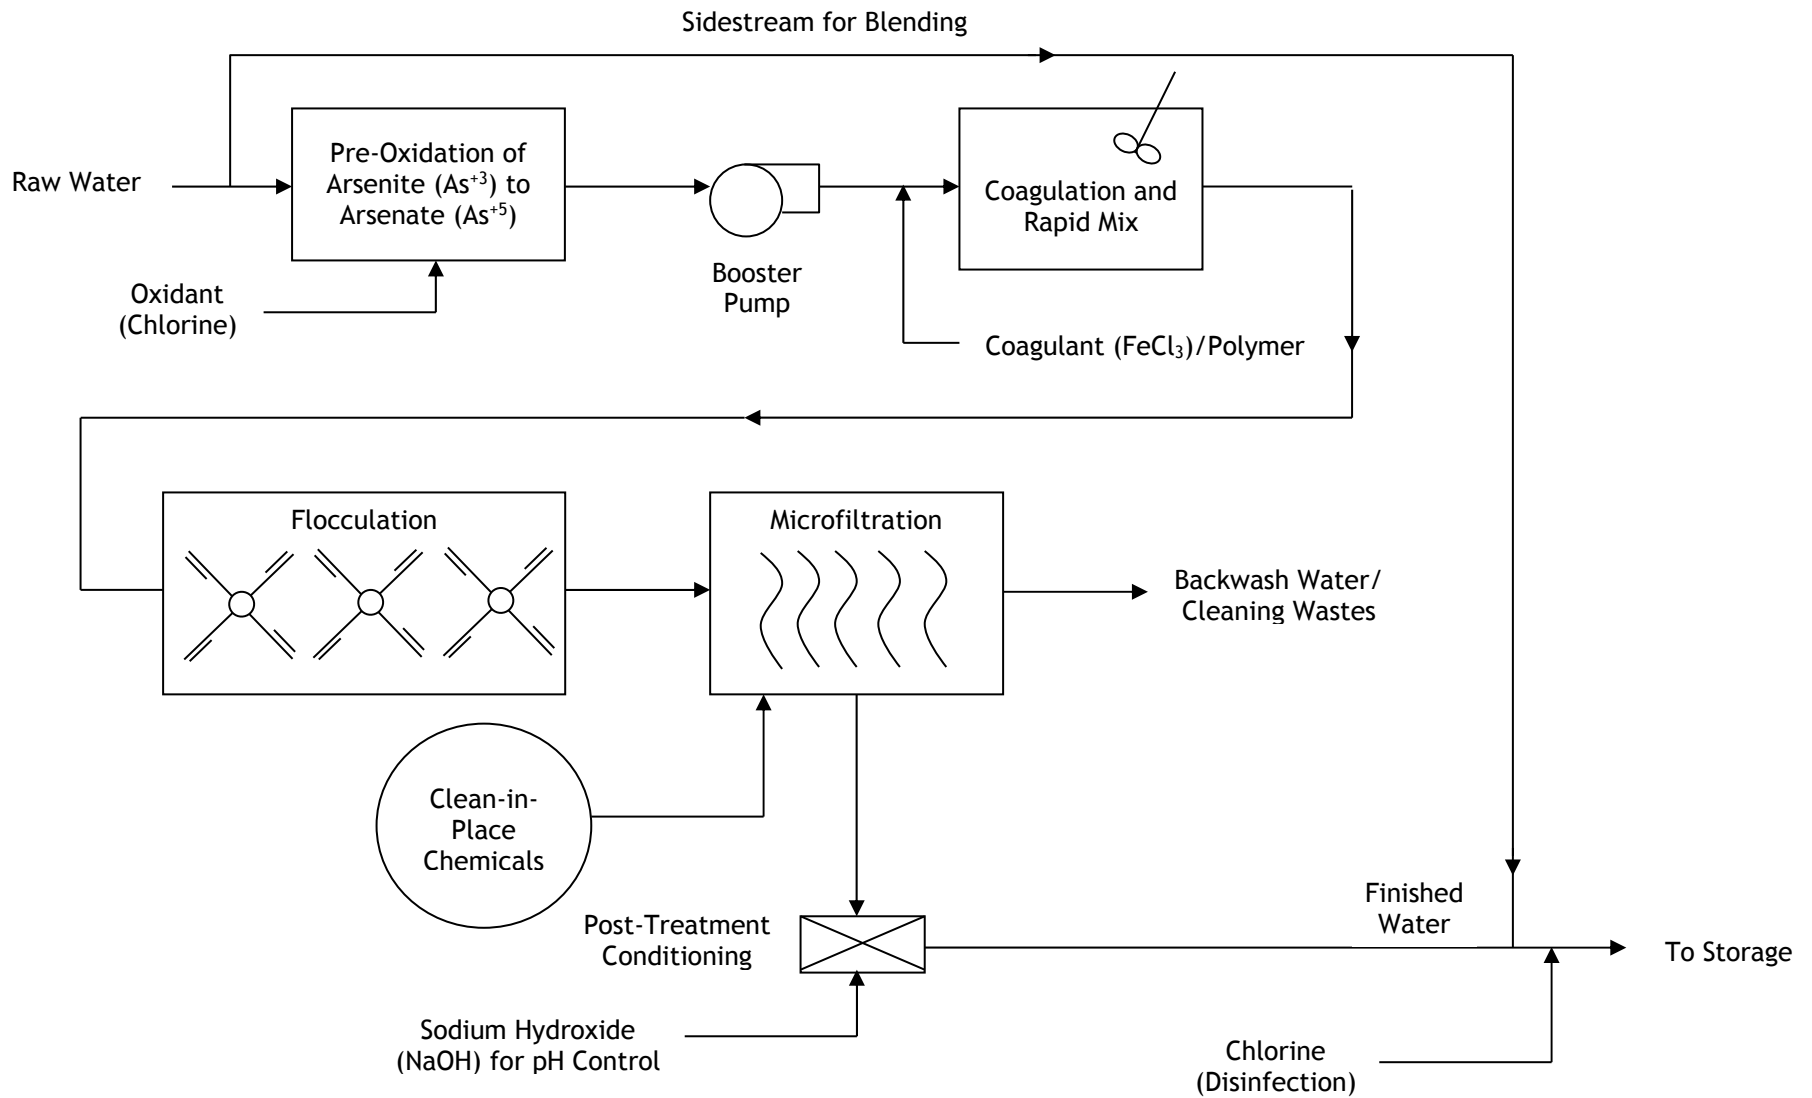 Sidestream for Blending
Raw Water
Pre-Oxidation of
Arsenite (As⁺³) to
Arsenate (As⁺⁵)
Oxidant
(Chlorine)
Booster
Pump
Coagulation and
Rapid Mix
Coagulant (FeCl₃)/Polymer
Flocculation
Microfiltration
Backwash Water/
Cleaning Wastes
Clean-in-
Place
Chemicals
Post-Treatment
Conditioning
Finished
Water
To Storage
Sodium Hydroxide
(NaOH) for pH Control
Chlorine
(Disinfection)